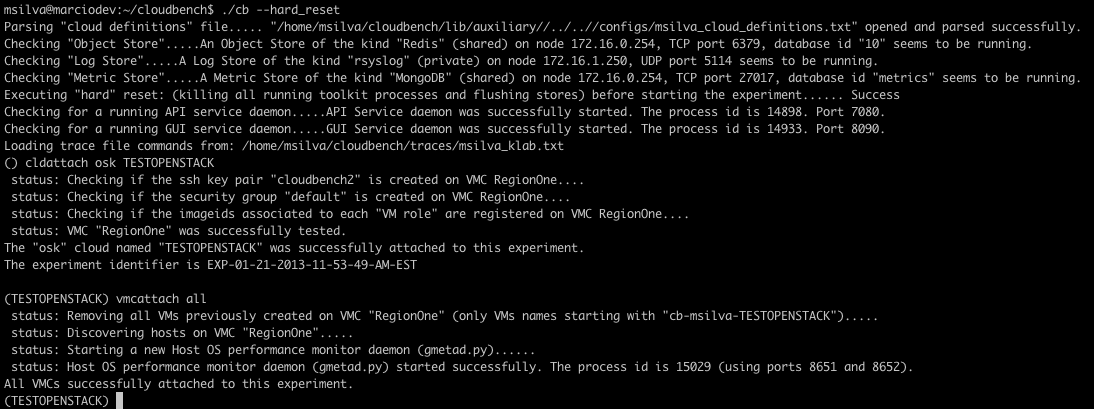 msilva@marciodev:~/cloudbench$ ./cb --hard_reset
Parsing "cloud definitions" file..... "/home/msilva/cloudbench/lib/auxiliary//../..//configs/msilva_cloud_definitions.txt" opened and parsed successfully.
Checking "Object Store".....An Object Store of the kind "Redis" (shared) on node 172.16.0.254, TCP port 6379, database id "10" seems to be running.
Checking "Log Store".....A Log Store of the kind "rsyslog" (private) on node 172.16.1.250, UDP port 5114 seems to be running.
Checking "Metric Store".....A Metric Store of the kind "MongoDB" (shared) on node 172.16.0.254, TCP port 27017, database id "metrics" seems to be running.
Executing "hard" reset: (killing all running toolkit processes and flushing stores) before starting the experiment...... Success
Checking for a running API service daemon.....API Service daemon was successfully started. The process id is 14898. Port 7080.
Checking for a running GUI service daemon.....GUI Service daemon was successfully started. The process id is 14933. Port 8090.
Loading trace file commands from: /home/msilva/cloudbench/traces/msilva_klab.txt
() cldattach osk TESTOPENSTACK
status: Checking if the ssh key pair "cloudbench2" is created on VMC RegionOne....
status: Checking if the security group "default" is created on VMC RegionOne....
status: Checking if the imageids associated to each "VM role" are registered on VMC RegionOne....
status: VMC "RegionOne" was successfully tested.
The "osk" cloud named "TESTOPENSTACK" was successfully attached to this experiment.
The experiment identifier is EXP-01-21-2013-11-53-49-AM-EST
(TESTOPENSTACK) vmcattach all
status: Removing all VMs previously created on VMC "RegionOne" (only VMs names starting with "cb-msilva-TESTOPENSTACK").....
status: Discovering hosts on VMC "RegionOne".....
status: Starting a new Host OS performance monitor daemon (gmetad.py)......
status: Host OS performance monitor daemon (gmetad.py) started successfully. The process id is 15029 (using ports 8651 and 8652).
All VMCs successfully attached to this experiment.
(TESTOPENSTACK)